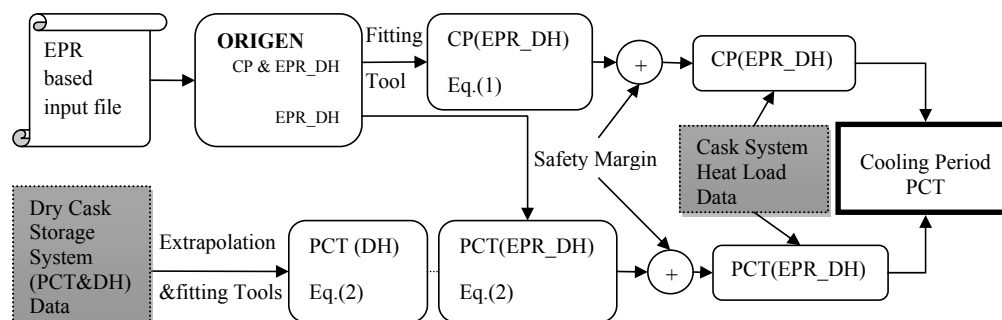 EPR
based
input file
ORIGEN
CP & EPR_DH
EPR_DH
Fitting
Tool
CP(EPR_DH)
Eq.(1)
+
CP(EPR_DH)
Safety Margin
Cask System
Heat Load
Data
Cooling Period
PCT
Dry Cask
Storage
System
(PCT&DH)
Data
Extrapolation
&fitting Tools
PCT (DH)
Eq.(2)
PCT(EPR_DH)
Eq.(2)
+
PCT(EPR_DH)